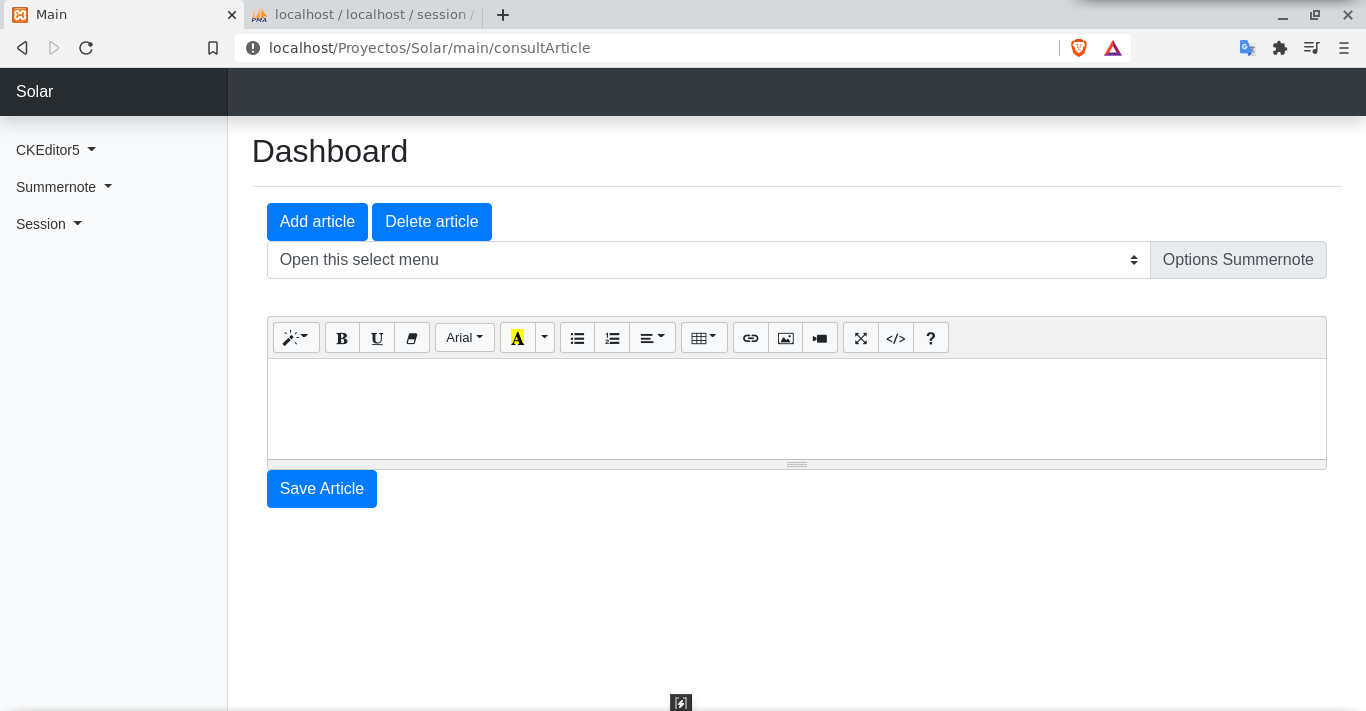 Main
localhost / localhost / session /
localhost/Proyectos/Solar/main/consultArticle
Solar
CKEditor5
Summernote
Session
Dashboard
Add article Delete article
Open this select menu Options Summernote
B U Arial A </> ?
Save Article